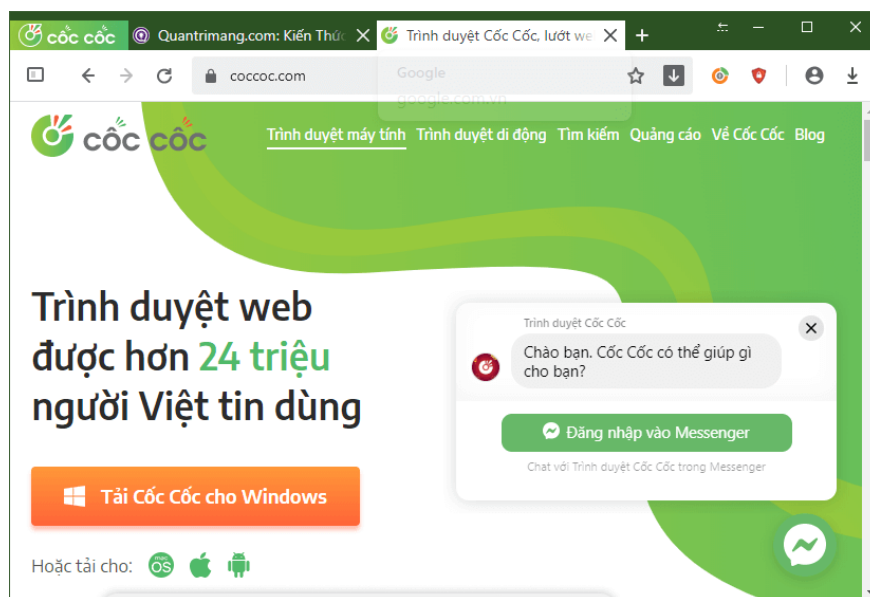 cốc cốc
Quantrimang.com: Kiến Thức
Trình duyệt Cốc Cốc, lướt we
coccoc.com
Google
google.com.vn
cốc cốc
Trình duyệt máy tính Trình duyệt di động Tìm kiếm Quảng cáo Về Cốc Cốc Blog
Trình duyệt web
được hơn 24 triệu
người Việt tin dùng
Trình duyệt Cốc Cốc
Chào bạn. Cốc Cốc có thể giúp gì
cho bạn?
Đăng nhập vào Messenger
Chat với Trình duyệt Cốc Cốc trong Messenger
Tải Cốc Cốc cho Windows
Hoặc tải cho:
mac
OS